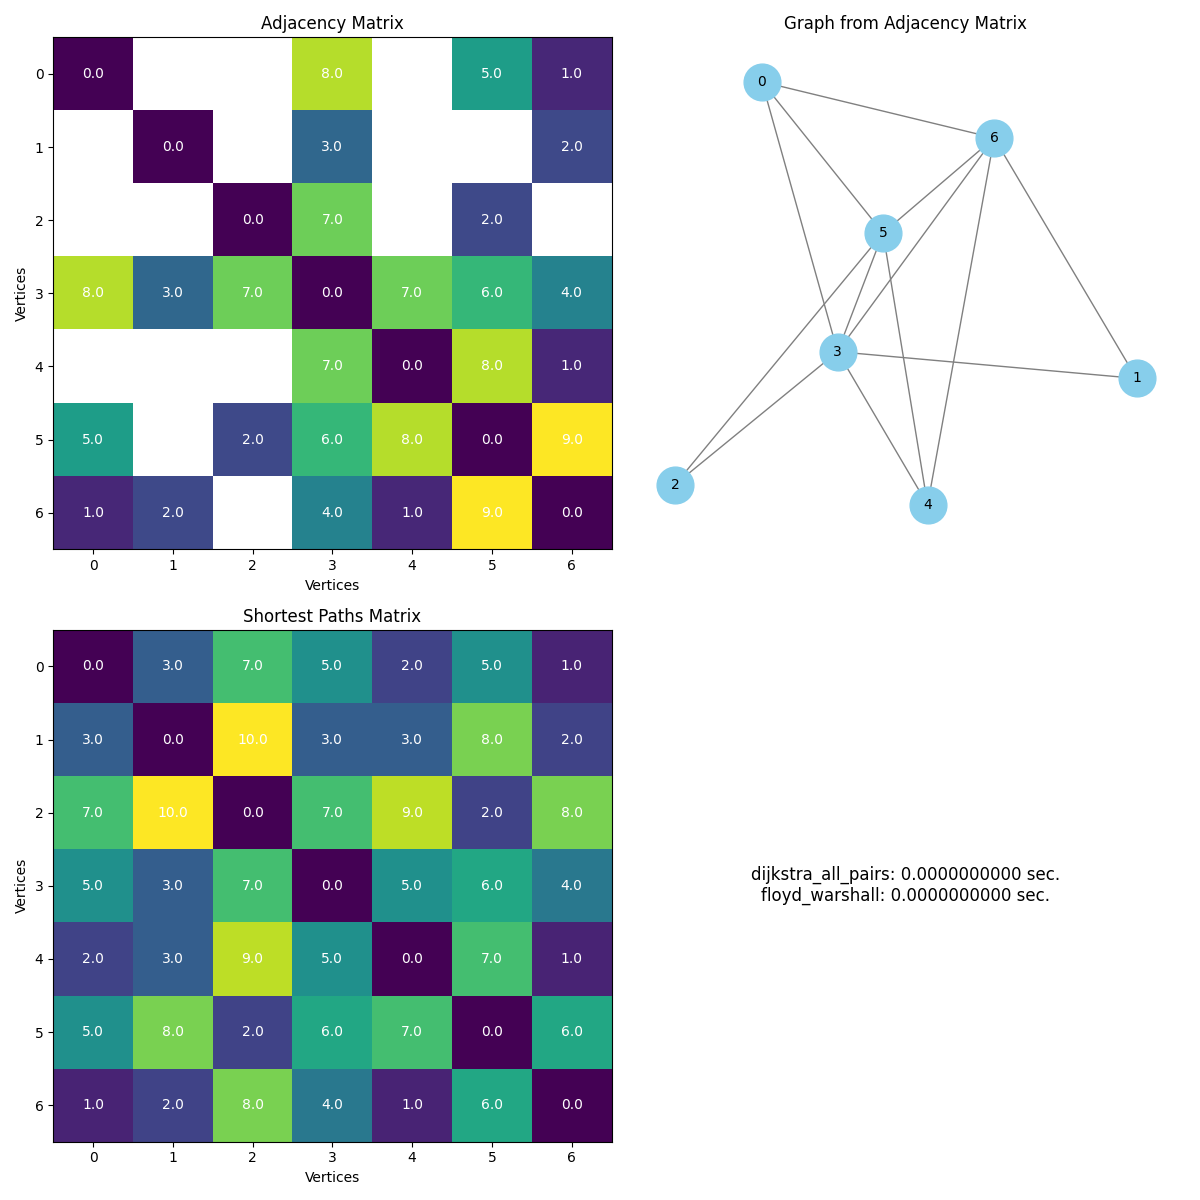 Adjacency Matrix
0 0.0 8.0 5.0 1.0
1 0.0 3.0 2.0
2 0.0 7.0 2.0
3 8.0 3.0 7.0 0.0 7.0 6.0 4.0
4 7.0 0.0 8.0 1.0
5 5.0 2.0 6.0 8.0 0.0 9.0
6 1.0 2.0 4.0 1.0 9.0 0.0
0 1 2 3 4 5 6
Vertices
Vertices
Graph from Adjacency Matrix
0
6
5
3
1
2
4
Shortest Paths Matrix
0 0.0 3.0 7.0 5.0 2.0 5.0 1.0
1 3.0 0.0 10.0 3.0 3.0 8.0 2.0
2 7.0 10.0 0.0 7.0 9.0 2.0 8.0
3 5.0 3.0 7.0 0.0 5.0 6.0 4.0
4 2.0 3.0 9.0 5.0 0.0 7.0 1.0
5 5.0 8.0 2.0 6.0 7.0 0.0 6.0
6 1.0 2.0 8.0 4.0 1.0 6.0 0.0
0 1 2 3 4 5 6
Vertices
Vertices
dijkstra_all_pairs: 0.0000000000 sec.
floyd_warshall: 0.0000000000 sec.